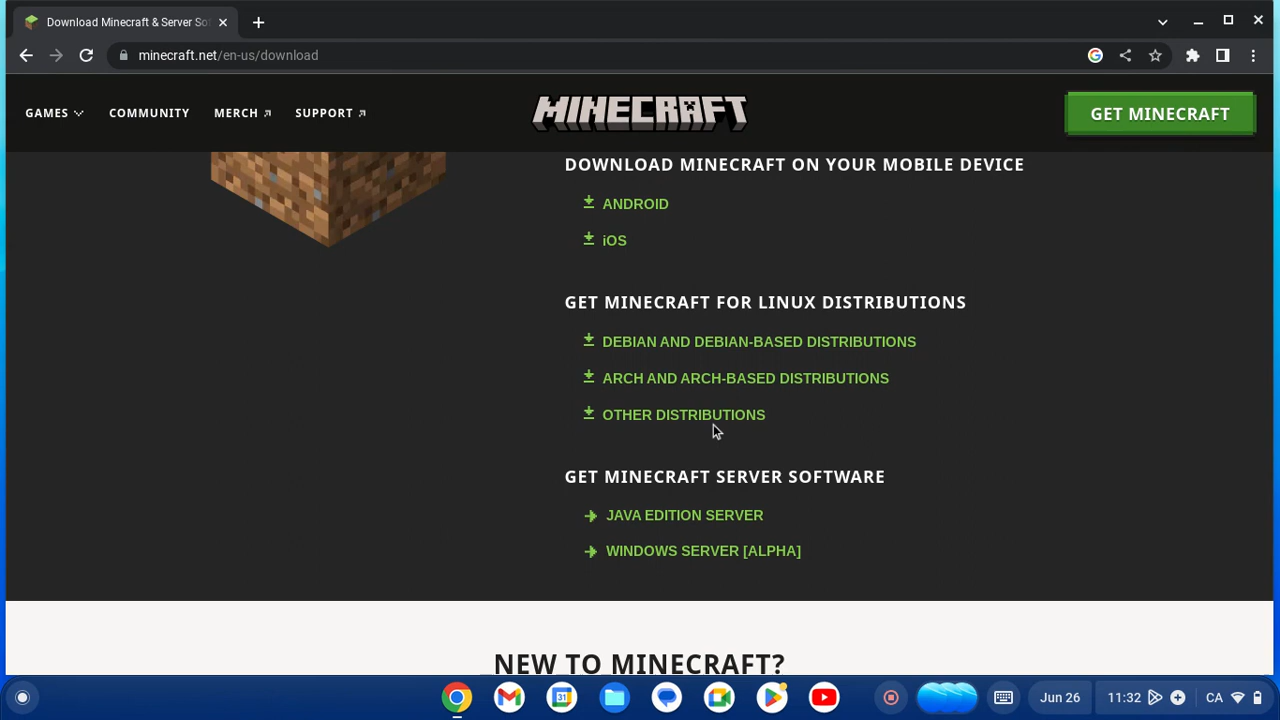 Download Minecraft & Server So
minecraft.net/en-us/download
GAMES COMMUNITY MERCH SUPPORT
MINECRAFT
GET MINECRAFT
DOWNLOAD MINECRAFT ON YOUR MOBILE DEVICE
ANDROID
iOS
GET MINECRAFT FOR LINUX DISTRIBUTIONS
DEBIAN AND DEBIAN-BASED DISTRIBUTIONS
ARCH AND ARCH-BASED DISTRIBUTIONS
OTHER DISTRIBUTIONS
GET MINECRAFT SERVER SOFTWARE
JAVA EDITION SERVER
WINDOWS SERVER [ALPHA]
NEW TO MINECRAFT?
31
Jun 26 11:32 CA